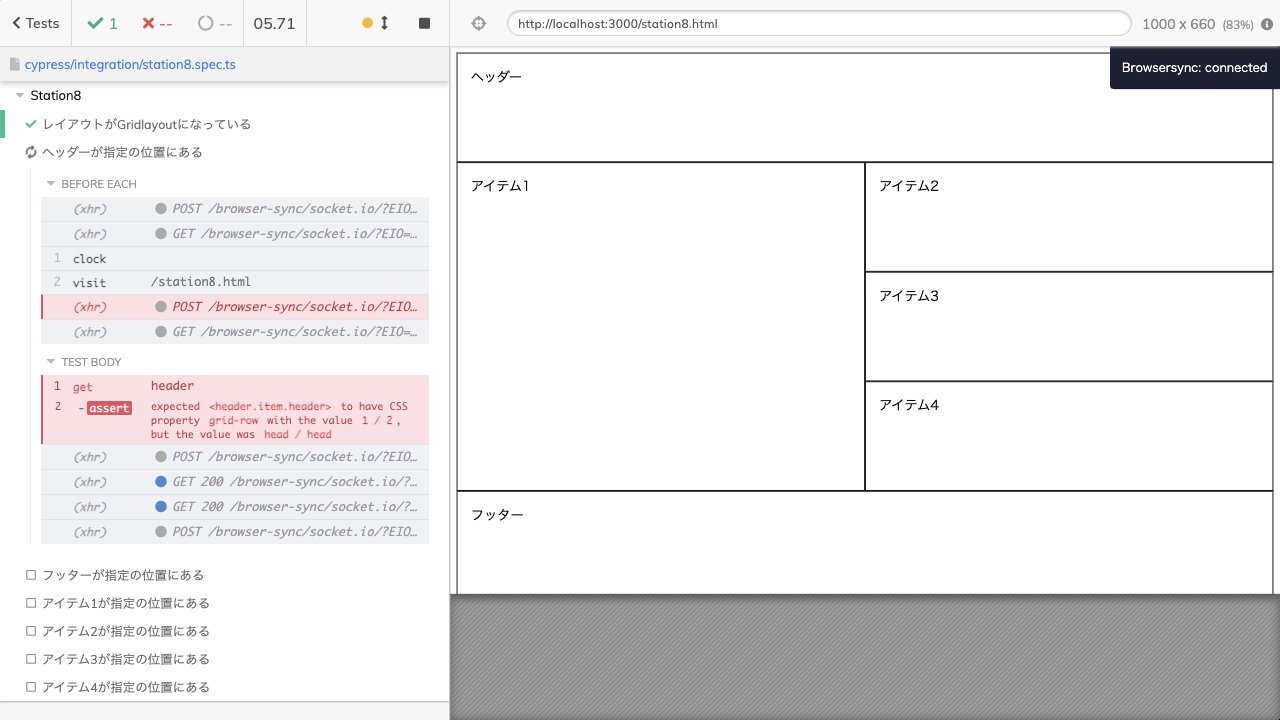 Tests
1
--
--
05.71
http://localhost:3000/station8.html
1000 x 660 (83%)
cypress/integration/station8.spec.ts
Browsersync: connected
Station8
レイアウトがGridlayoutになっている
ヘッダーが指定の位置にある
BEFORE EACH
(xhr) POST /browser-sync/socket.io/?EIO…
(xhr) GET /browser-sync/socket.io/?EIO=…
1 clock
2 visit /station8.html
(xhr) POST /browser-sync/socket.io/?EIO…
(xhr) GET /browser-sync/socket.io/?EIO=…
TEST BODY
1 get header
2 -assert expected <header.item.header> to have CSS
property grid-row with the value 1 / 2,
but the value was head / head
(xhr) POST /browser-sync/socket.io/?EIO…
(xhr) GET 200 /browser-sync/socket.io/?…
(xhr) GET 200 /browser-sync/socket.io/?…
(xhr) POST /browser-sync/socket.io/?EIO…
フッターが指定の位置にある
アイテム1が指定の位置にある
アイテム2が指定の位置にある
アイテム3が指定の位置にある
アイテム4が指定の位置にある
ヘッダー
アイテム1
アイテム2
アイテム3
アイテム4
フッター